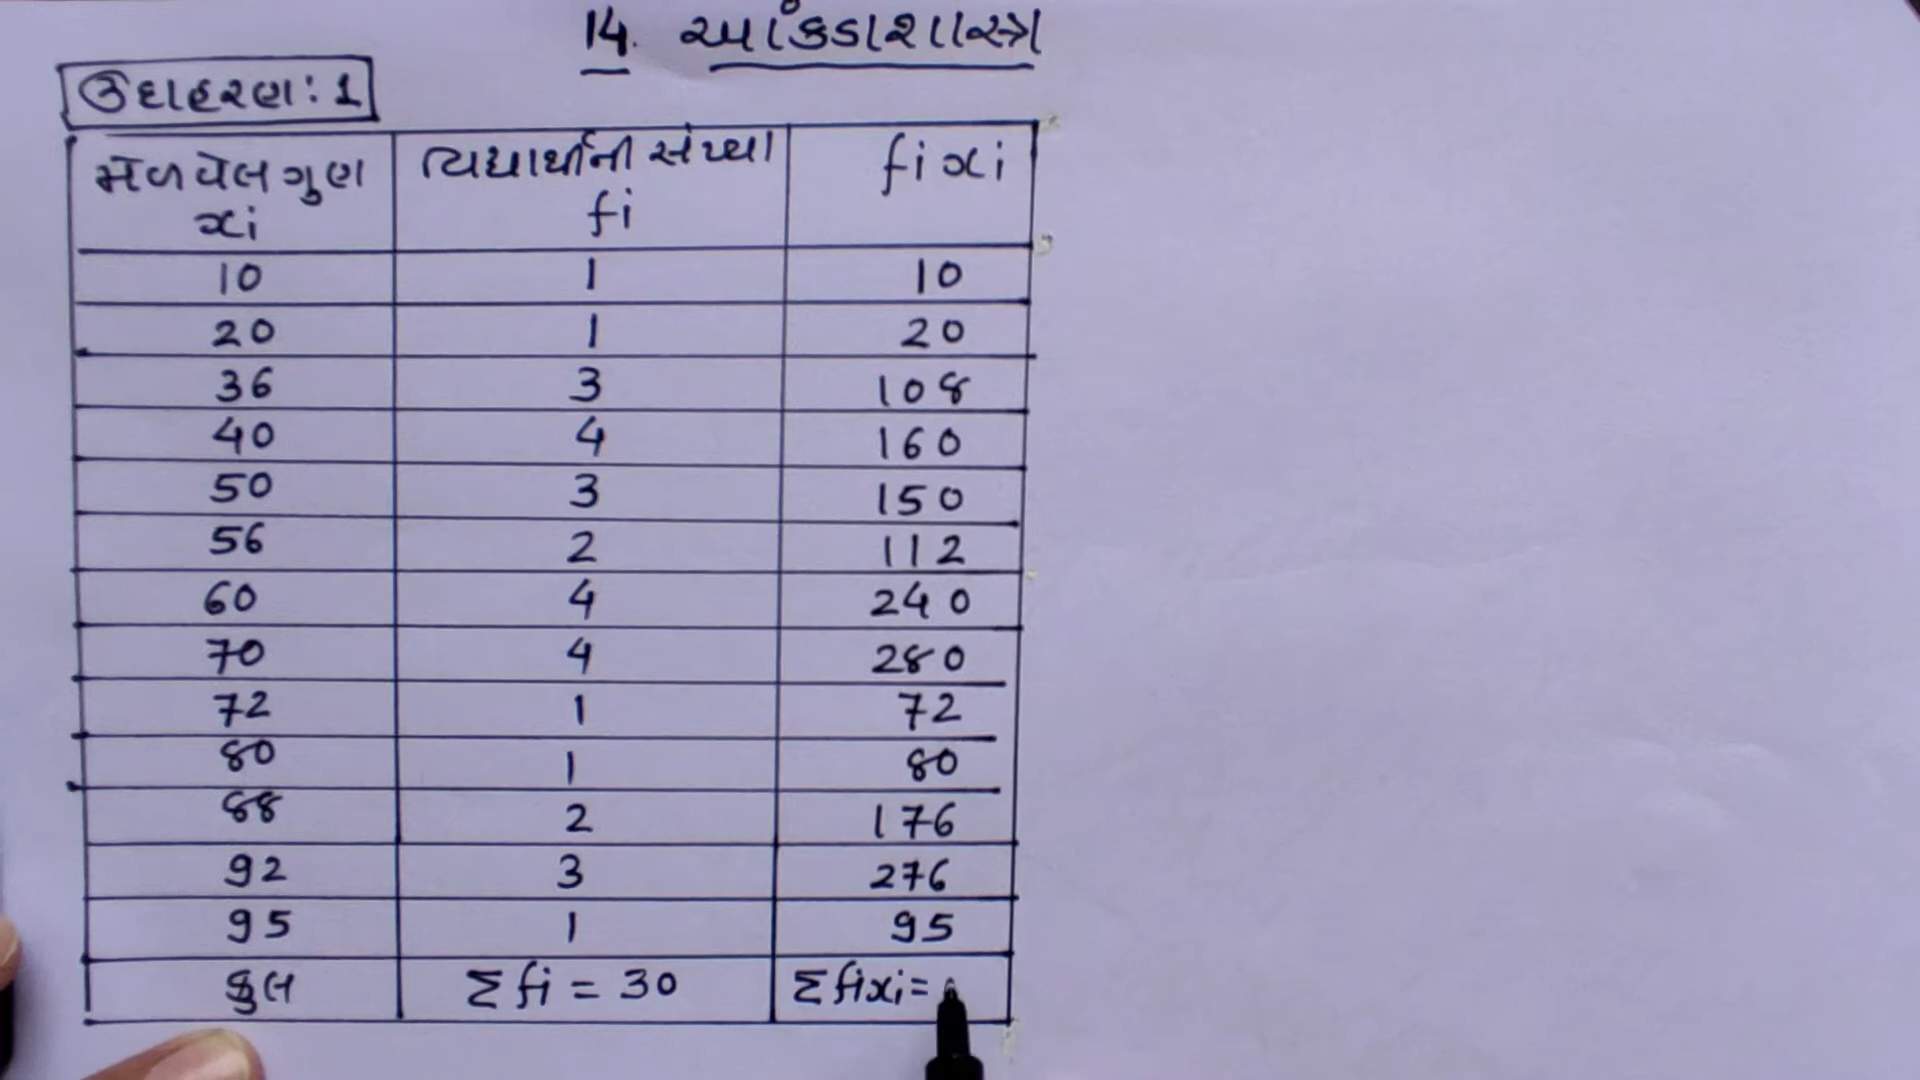 14. આંકડાશાસ્ત્ર
ઉદાહરણ: 1
મેળવેલ ગુણ xi | વિદ્યાર્થીની સંખ્યા fi | fixi
10 1 10
20 1 20
36 3 108
40 4 160
50 3 150
56 2 112
60 4 240
70 4 280
72 1 72
80 1 80
88 2 176
92 3 276
95 1 95
કુલ Σfi = 30 Σfixi =